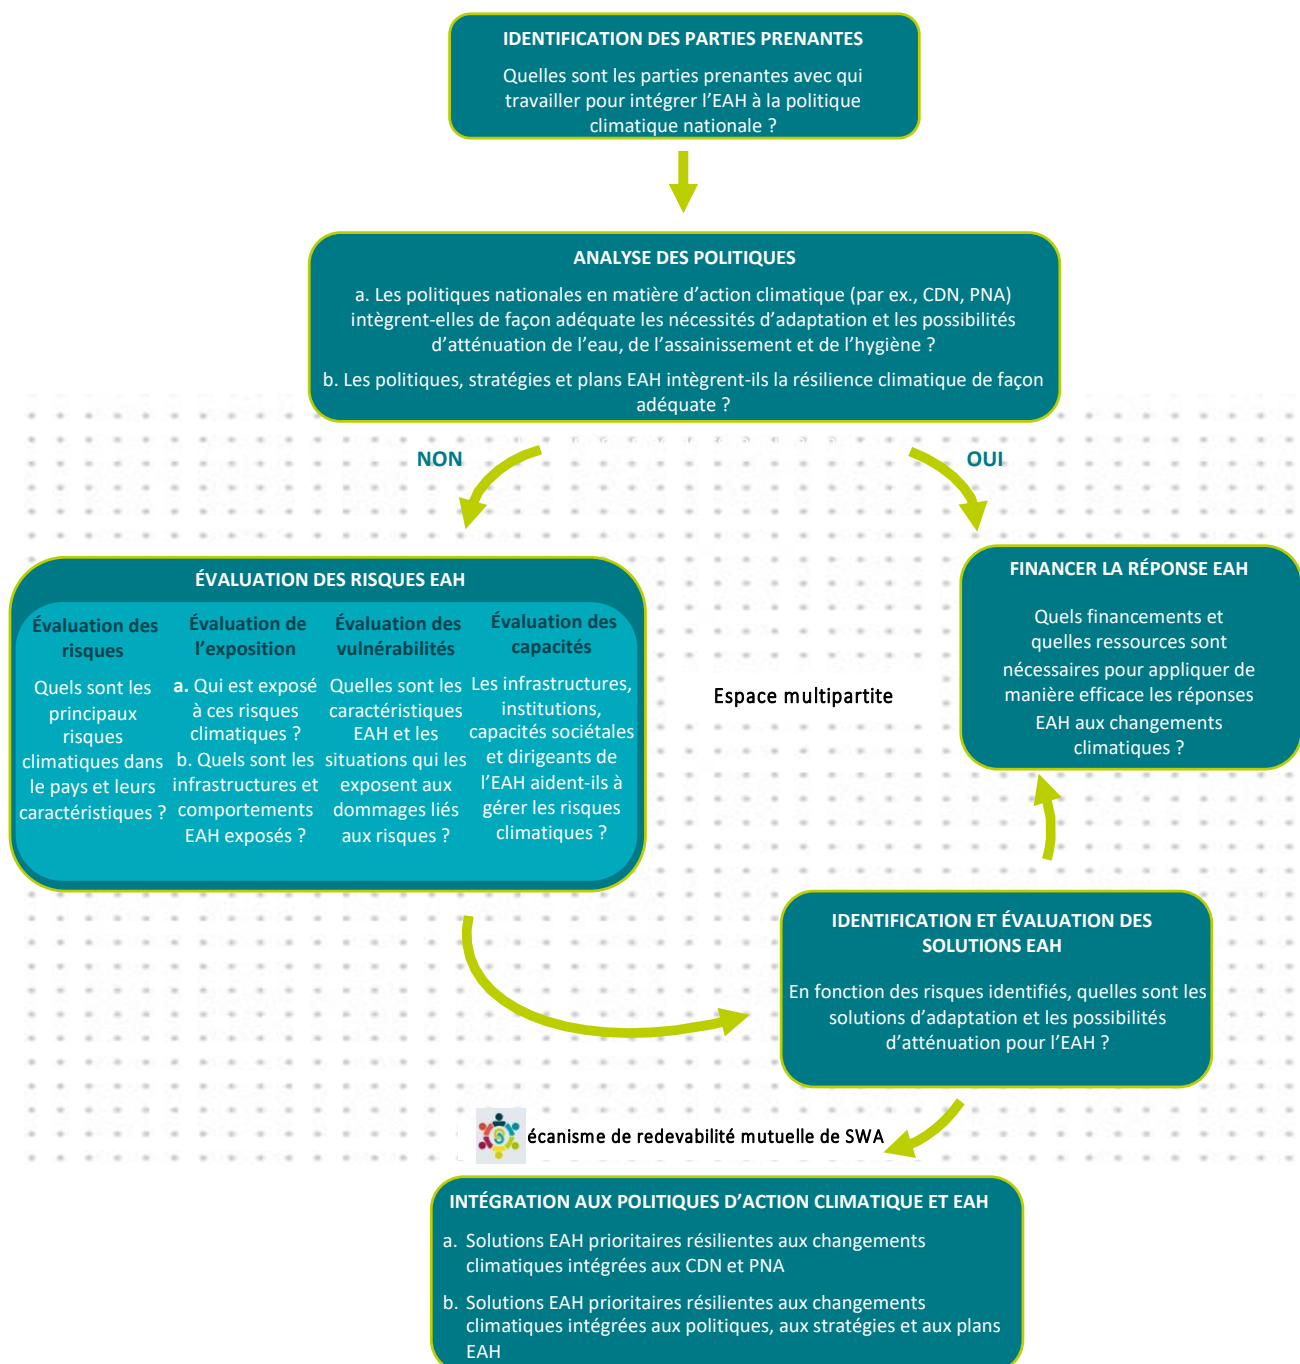 IDENTIFICATION DES PARTIES PRENANTES
Quelles sont les parties prenantes avec qui
travailler pour intégrer l’EAH à la politique
climatique nationale ?
ANALYSE DES POLITIQUES
a. Les politiques nationales en matière d’action climatique (par ex., CDN, PNA)
intègrent-elles de façon adéquate les nécessités d’adaptation et les possibilités
d’atténuation de l’eau, de l’assainissement et de l’hygiène ?
b. Les politiques, stratégies et plans EAH intègrent-ils la résilience climatique de façon
adéquate ?
NON
OUI
ÉVALUATION DES RISQUES EAH
Évaluation des
risques
Quels sont les
principaux
risques
climatiques dans
le pays et leurs
caractéristiques ?
Évaluation de
l’exposition
a. Qui est exposé
à ces risques
climatiques ?
b. Quels sont les
infrastructures et
comportements
EAH exposés ?
Évaluation des
vulnérabilités
Quelles sont les
caractéristiques
EAH et les
situations qui les
exposent aux
dommages liés
aux risques ?
Évaluation des
capacités
Les infrastructures,
institutions,
capacités sociétales
et dirigeants de
l’EAH aident-ils à
gérer les risques
climatiques ?
Espace multipartite
FINANCER LA RÉPONSE EAH
Quels financements et
quelles ressources sont
nécessaires pour appliquer de
manière efficace les réponses
EAH aux changements
climatiques ?
IDENTIFICATION ET ÉVALUATION DES
SOLUTIONS EAH
En fonction des risques identifiés, quelles sont les
solutions d’adaptation et les possibilités
d’atténuation pour l’EAH ?
écanisme de redevabilité mutuelle de SWA
INTÉGRATION AUX POLITIQUES D’ACTION CLIMATIQUE ET EAH
a. Solutions EAH prioritaires résilientes aux changements
climatiques intégrées aux CDN et PNA
b. Solutions EAH prioritaires résilientes aux changements
climatiques intégrées aux politiques, aux stratégies et aux plans
EAH